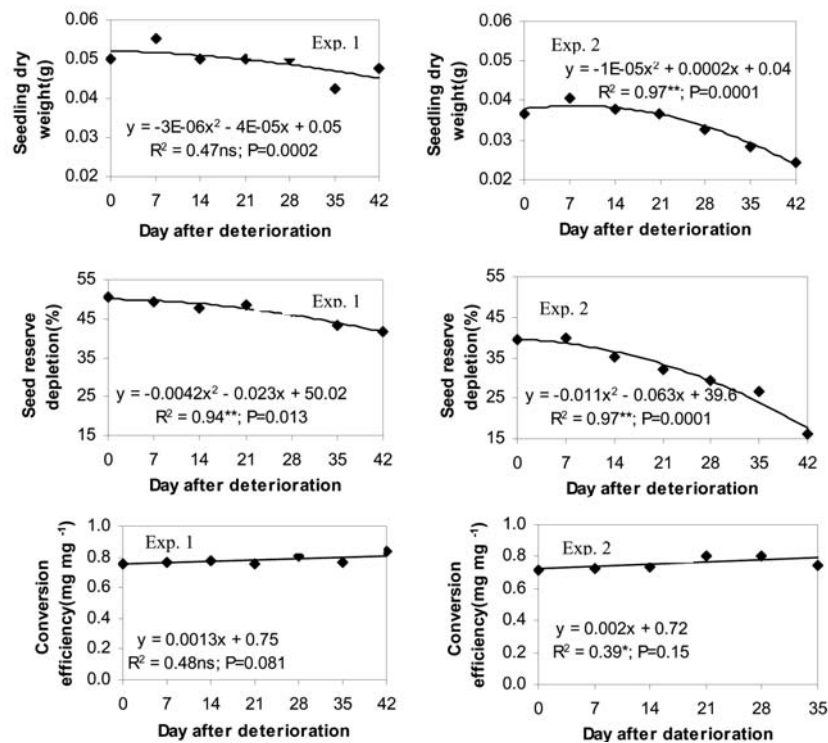 0.06
0.05
0.04
0.03
0.02
Seedling dry
weight(g)
Exp. 1
y = -3E-06x² - 4E-05x + 0.05
R² = 0.47ns; P=0.0002
0 7 14 21 28 35 42
Day after deterioration
0.06
0.05
0.04
0.03
0.02
Seedling dry
weight(g)
Exp. 2
y = -1E-05x² + 0.0002x + 0.04
R² = 0.97**; P=0.0001
0 7 14 21 28 35 42
Day after deterioration
55
45
35
25
15
Seed reserve
depletion(%)
Exp. 1
y = -0.0042x² - 0.023x + 50.02
R² = 0.94**; P=0.013
0 7 14 21 28 35 42
Day after deterioration
55
45
35
25
15
Seed reserve
depletion(%)
Exp. 2
y = -0.011x² - 0.063x + 39.6
R² = 0.97**; P=0.0001
0 7 14 21 28 35 42
Day after deterioration
1.0
0.8
0.6
0.4
0.2
0.0
Conversion
efficiency(mg mg ⁻¹)
Exp. 1
y = 0.0013x + 0.75
R² = 0.48ns; P=0.081
0 7 14 21 28 35 42
Day after deterioration
1.0
0.8
0.6
0.4
0.2
0.0
Conversion
efficiency(mg mg ⁻¹)
Exp. 2
y = 0.002x + 0.72
R² = 0.39*; P=0.15
0 7 14 21 28 35
Day after daterioration